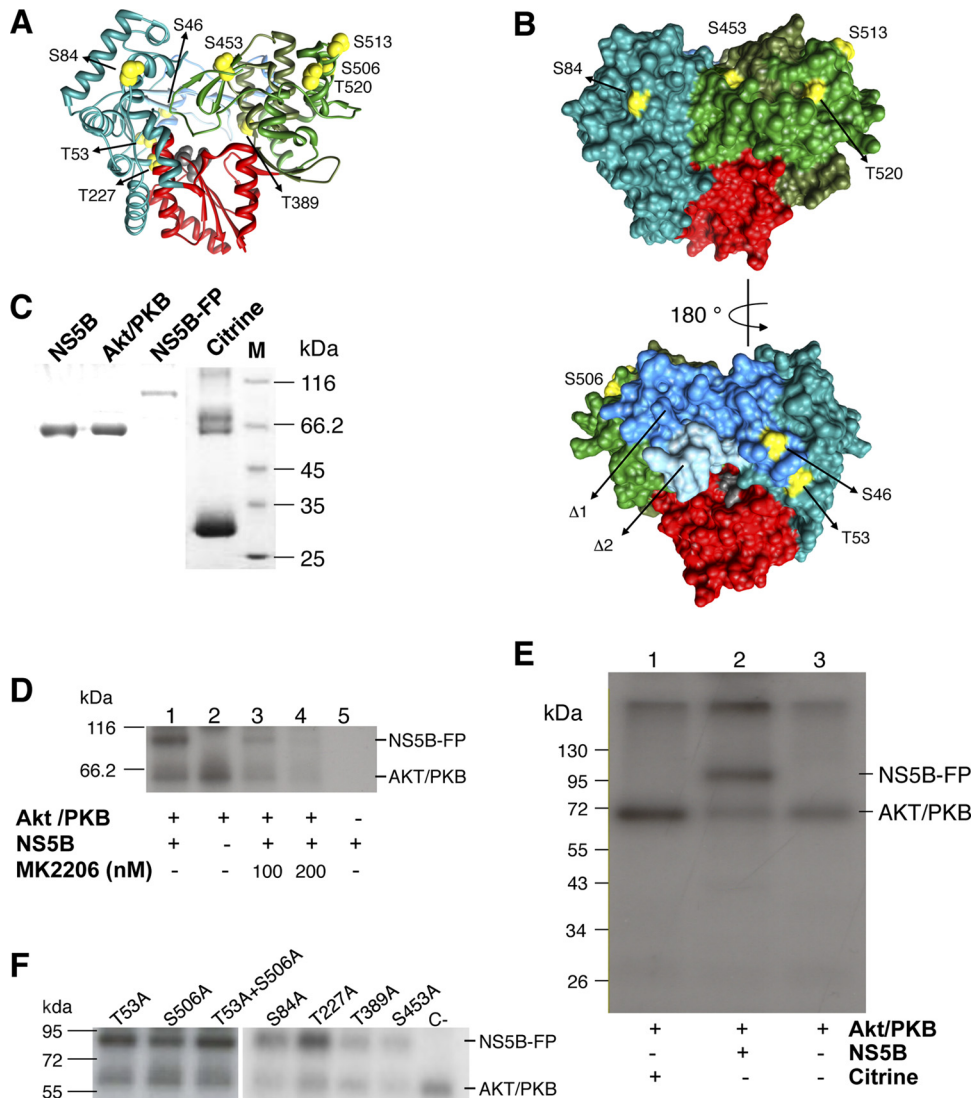 A
S46
S84
S453
S513
S506
T520
T53
T227
T389
B
S453
S513
S84
T520
180 °
S506
S46
T53
Δ1
Δ2
C
NS5B
Akt/PKB
NS5B-FP
Citrine
M
kDa
116
66.2
45
35
25
D
kDa
1 2 3 4 5
116
66.2
NS5B-FP
AKT/PKB
Akt /PKB + + + + -
NS5B + - + + +
MK2206 (nM) - - 100 200 -
E
1 2 3
kDa
130
95
72
55
43
34
26
NS5B-FP
AKT/PKB
+ + + Akt/PKB
- + - NS5B
+ - - Citrine
F
kda
T53A
S506A
T53A+S506A
S84A
T227A
T389A
S453A
C-
95
72
55
NS5B-FP
AKT/PKB